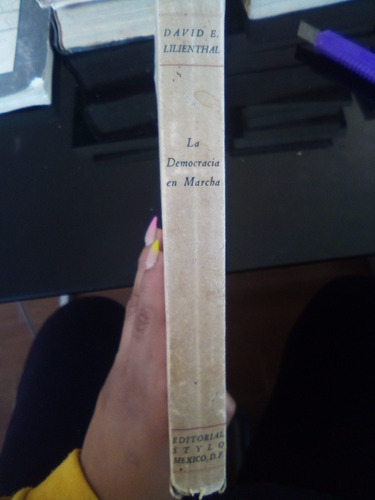 DAVID E.
LILIENTHAL
La
Democracia
en Marcha
EDITORIAL
STYLO
MEXICO, D.F.